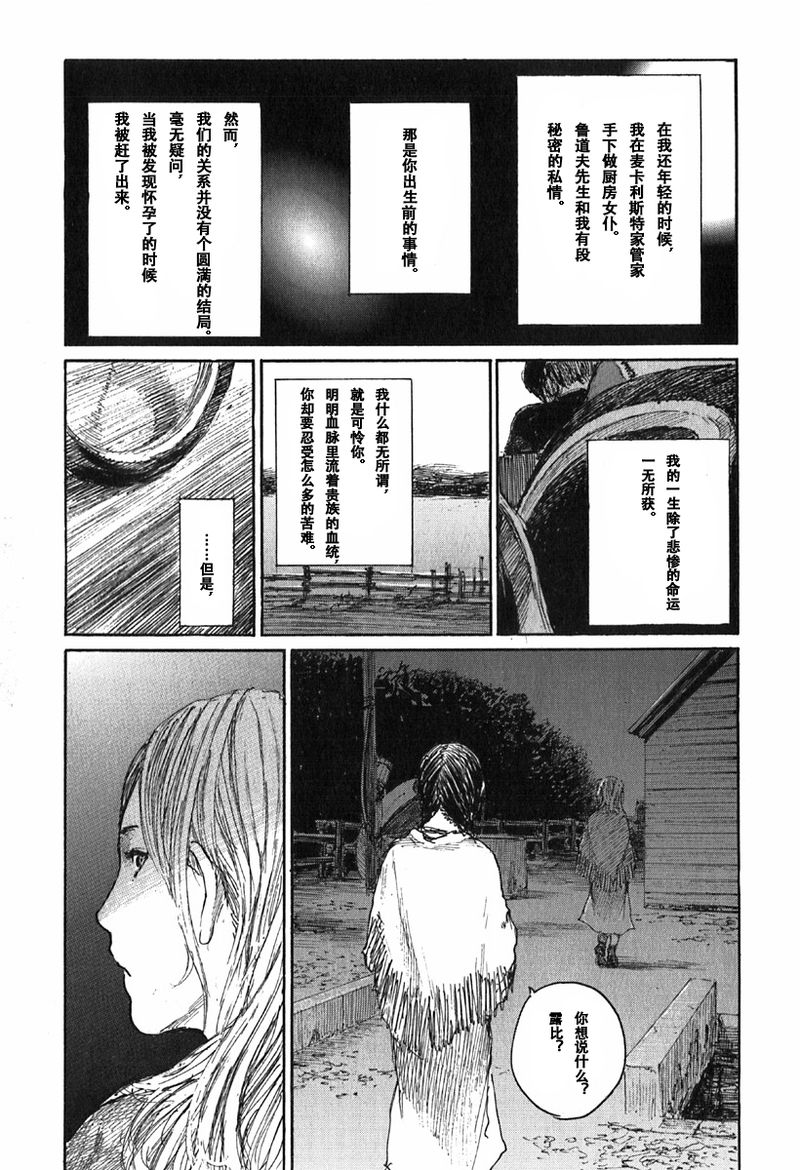 在我还年轻的时候，
我在麦卡利斯特家管家
手下做厨房女仆。
鲁道夫先生和我有段
秘密的私情。
那是你出生前的事情。
然而，
我们的关系并没有个圆满的结局。
毫无疑问，
当我被发现怀孕了的时候
我被赶了出来。
我的一生除了悲惨的命运
一无所获。
我什么都无所谓，
就是可怜你。
明明血脉里流着贵族的血统，
你却要忍受怎么多的苦难。
……但是，
你想说什么？
露比？